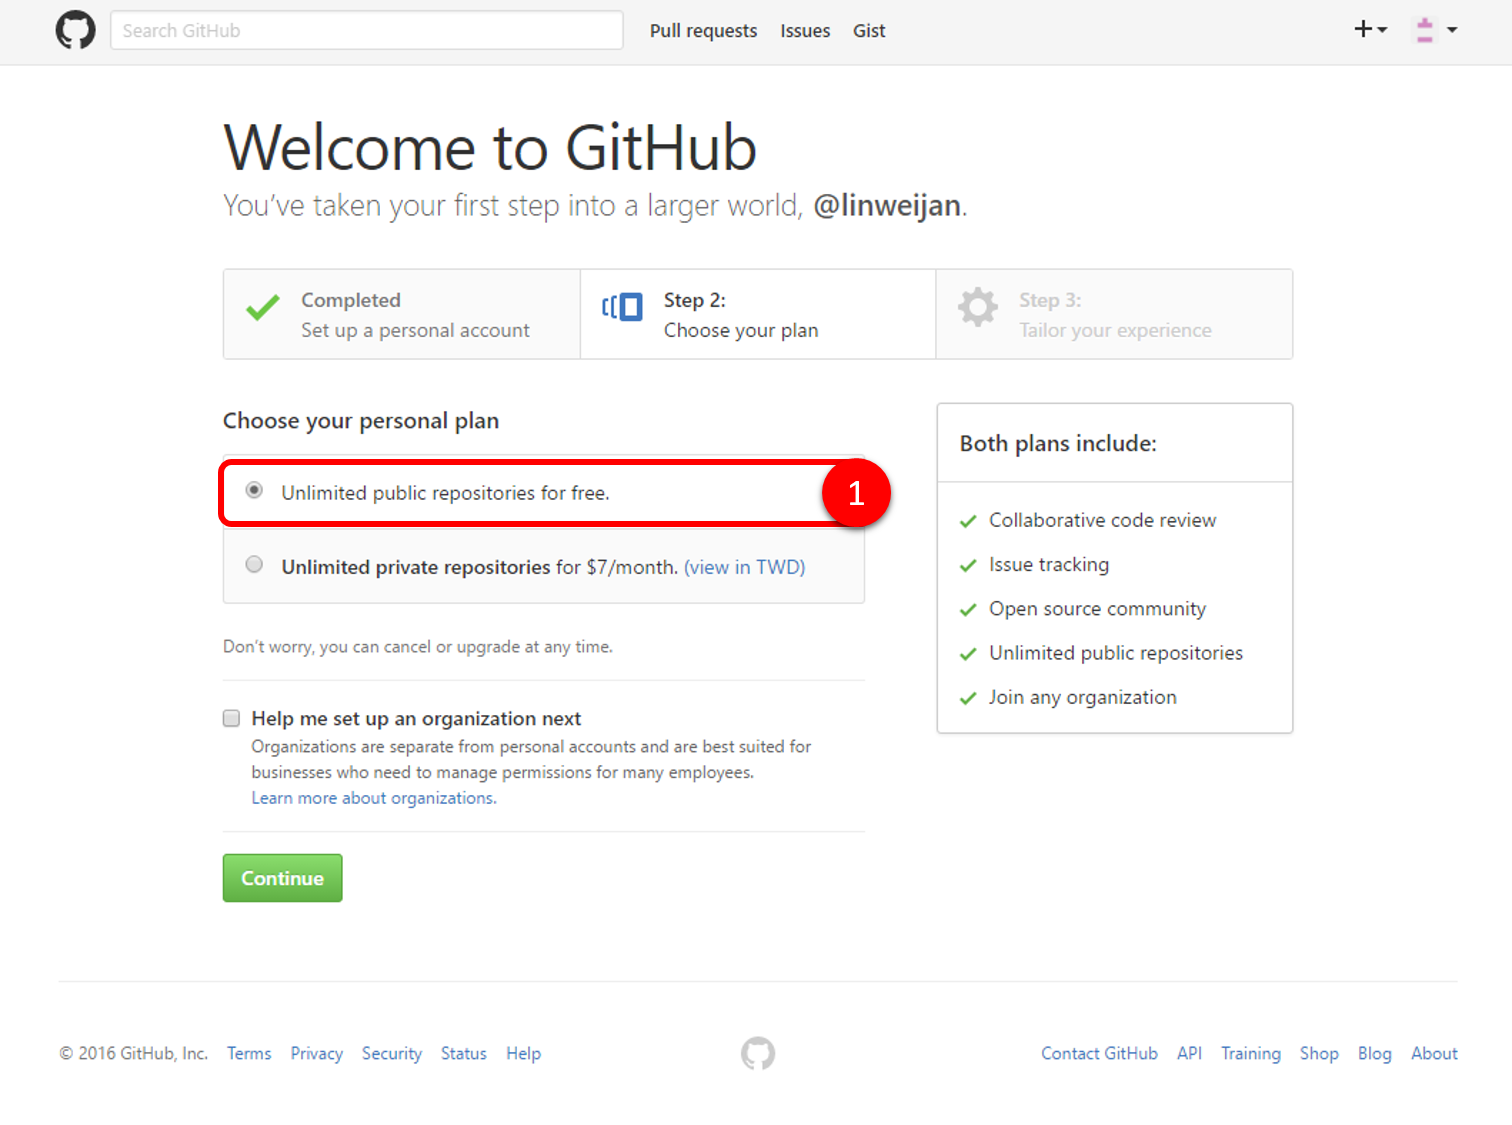 Search GitHub
Pull requests Issues Gist
Welcome to GitHub
You've taken your first step into a larger world, @linweijan.
Completed
Set up a personal account
Step 2:
Choose your plan
Step 3:
Tailor your experience
Choose your personal plan
Unlimited public repositories for free.
1
Unlimited private repositories for $7/month. (view in TWD)
Don't worry, you can cancel or upgrade at any time.
Help me set up an organization next
Organizations are separate from personal accounts and are best suited for
businesses who need to manage permissions for many employees.
Learn more about organizations.
Continue
Both plans include:
Collaborative code review
Issue tracking
Open source community
Unlimited public repositories
Join any organization
© 2016 GitHub, Inc. Terms Privacy Security Status Help
Contact GitHub API Training Shop Blog About